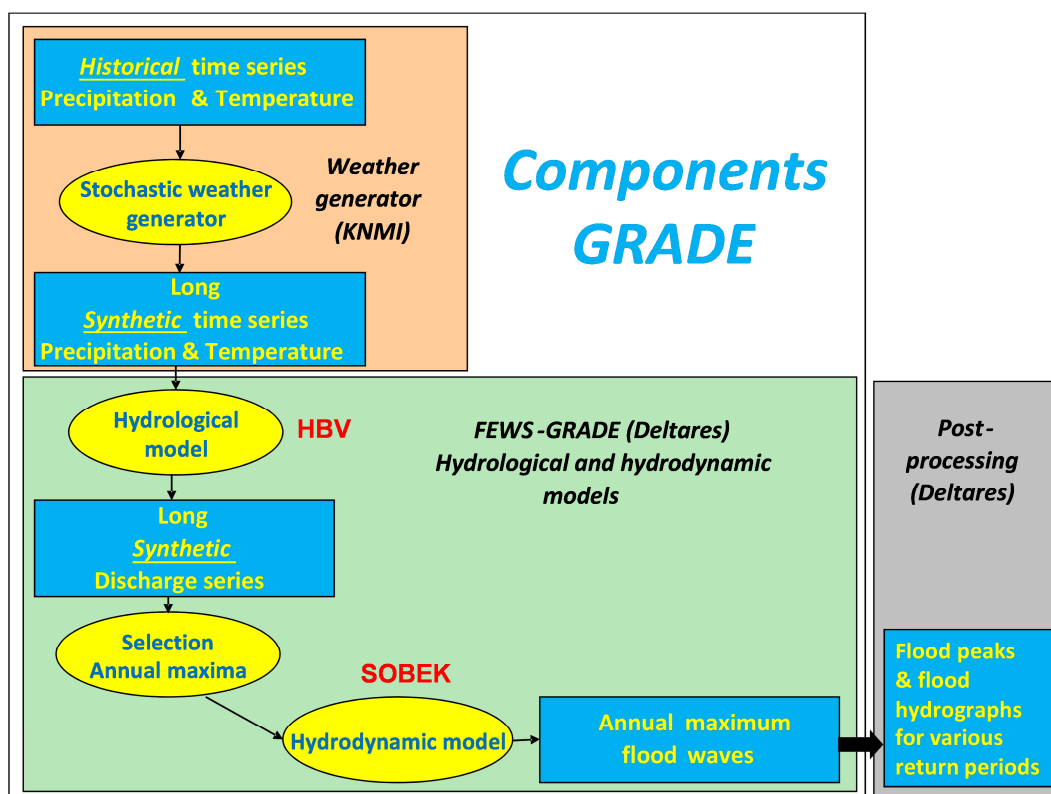 Historical time series
Precipitation & Temperature
Stochastic weather
generator
Weather
generator
(KNMI)
Long
Synthetic time series
Precipitation & Temperature
Components
GRADE
Hydrological
model
HBV
FEWS-GRADE (Deltares)
Hydrological and hydrodynamic
models
Long
Synthetic
Discharge series
Selection
Annual maxima
SOBEK
Hydrodynamic model
Annual maximum
flood waves
Post-
processing
(Deltares)
Flood peaks
& flood
hydrographs
for various
return periods